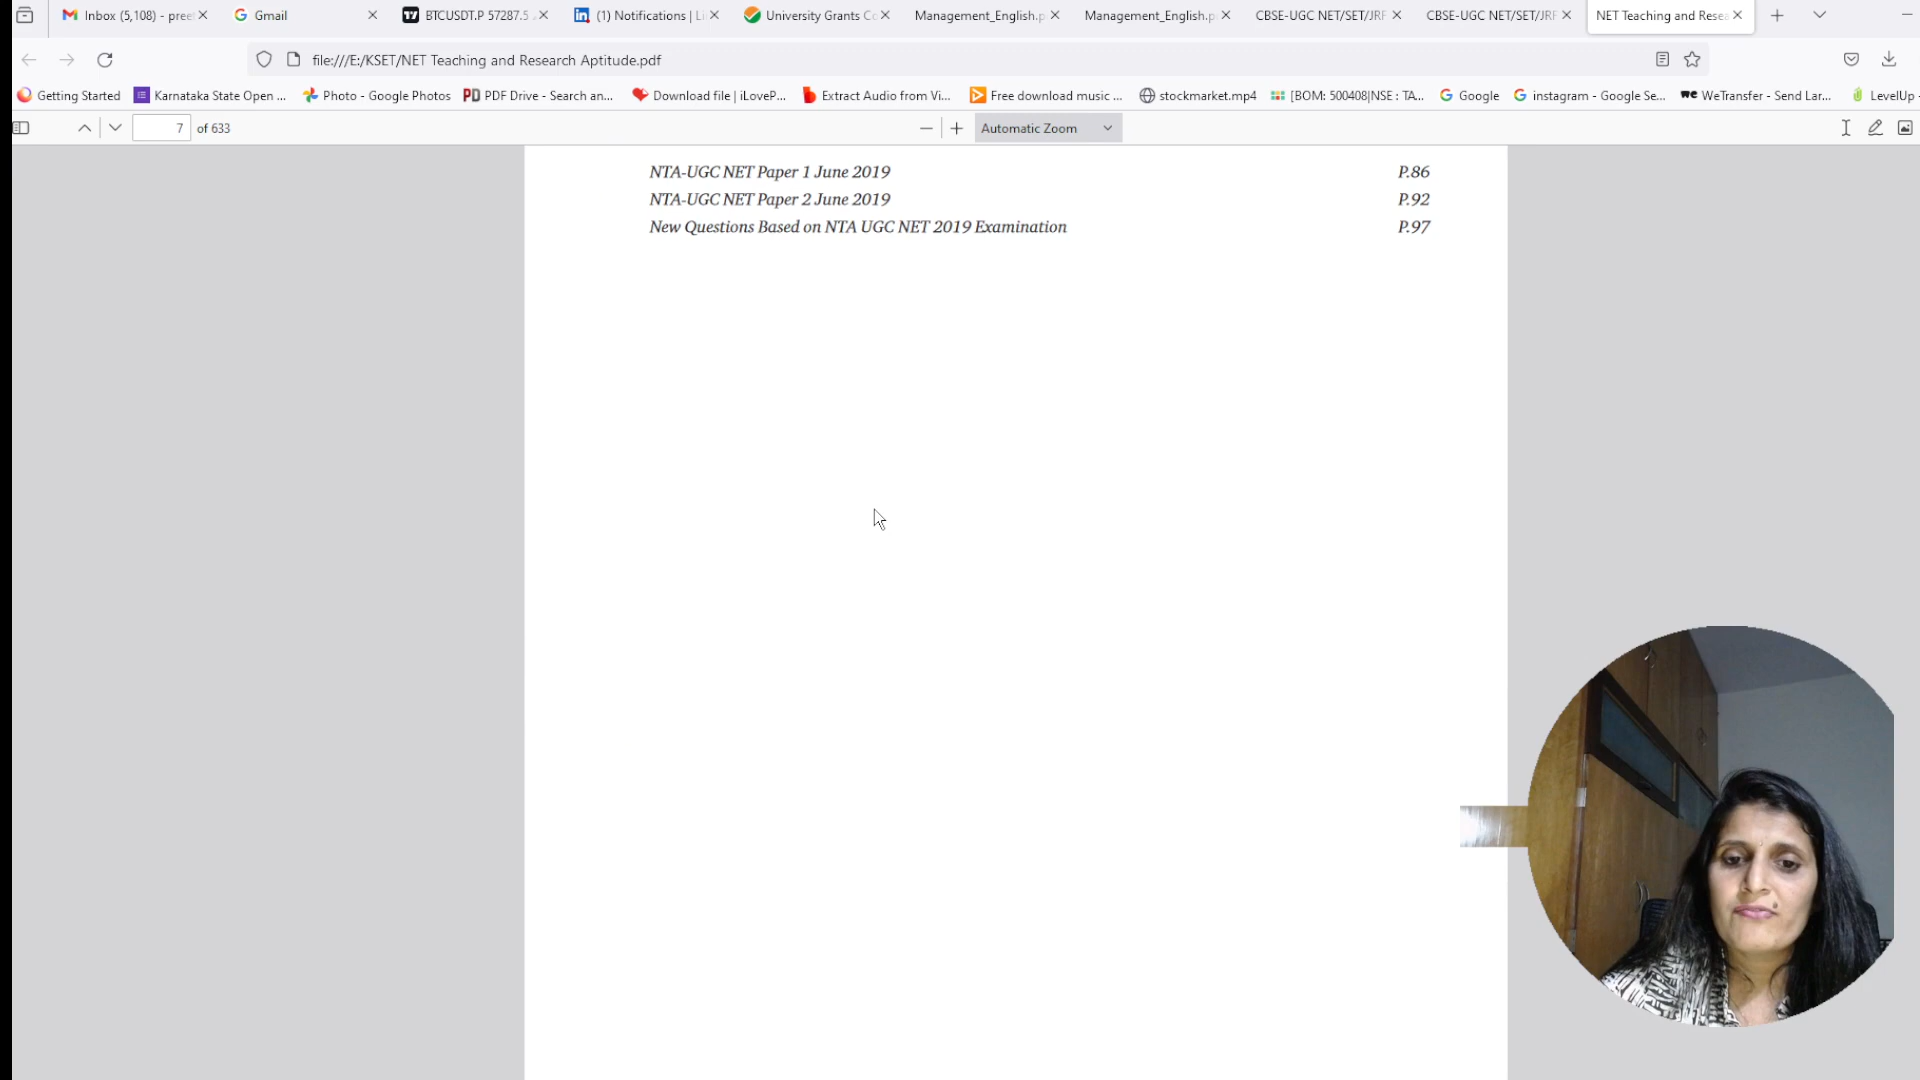 Inbox (5,108) - pree
Gmail
BTCUSDT.P 57287.5
(1) Notifications | Li
University Grants Co
Management_English.p
Management_English.p
CBSE-UGC NET/SET/JRF
CBSE-UGC NET/SET/JRF
NET Teaching and Resea
file:///E:/KSET/NET Teaching and Research Aptitude.pdf
Getting Started
Karnataka State Open ...
Photo - Google Photos
PD PDF Drive - Search an...
Download file | iLoveP...
Extract Audio from Vi...
Free download music ...
stockmarket.mp4
[BOM: 500408|NSE : TA...
Google
instagram - Google Se...
we WeTransfer - Send Lar...
LevelUp
7 of 633
Automatic Zoom
NTA-UGC NET Paper 1 June 2019 P.86
NTA-UGC NET Paper 2 June 2019 P.92
New Questions Based on NTA UGC NET 2019 Examination P.97